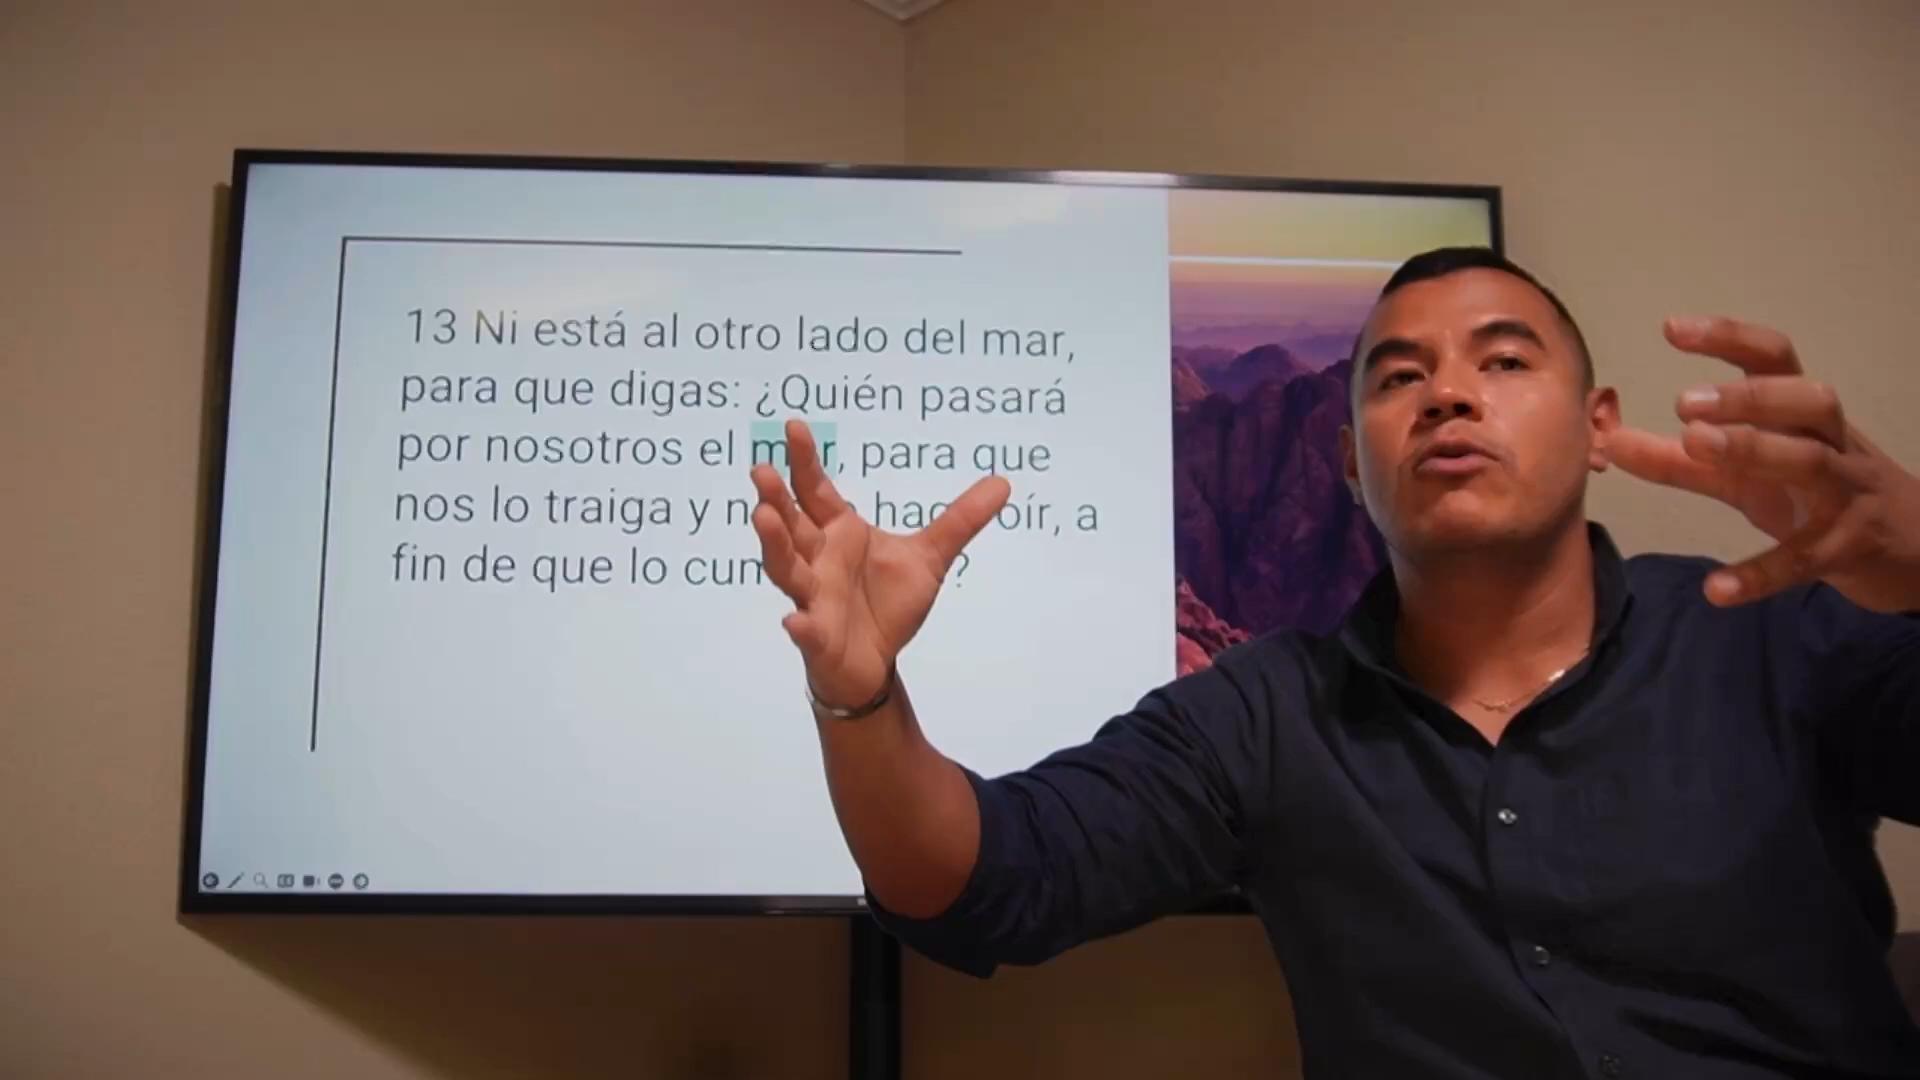 13 Ni está al otro lado del mar,
para que digas: ¿Quién pasará
por nosotros el mar, para que
nos lo traiga y oír, a
fin de que lo